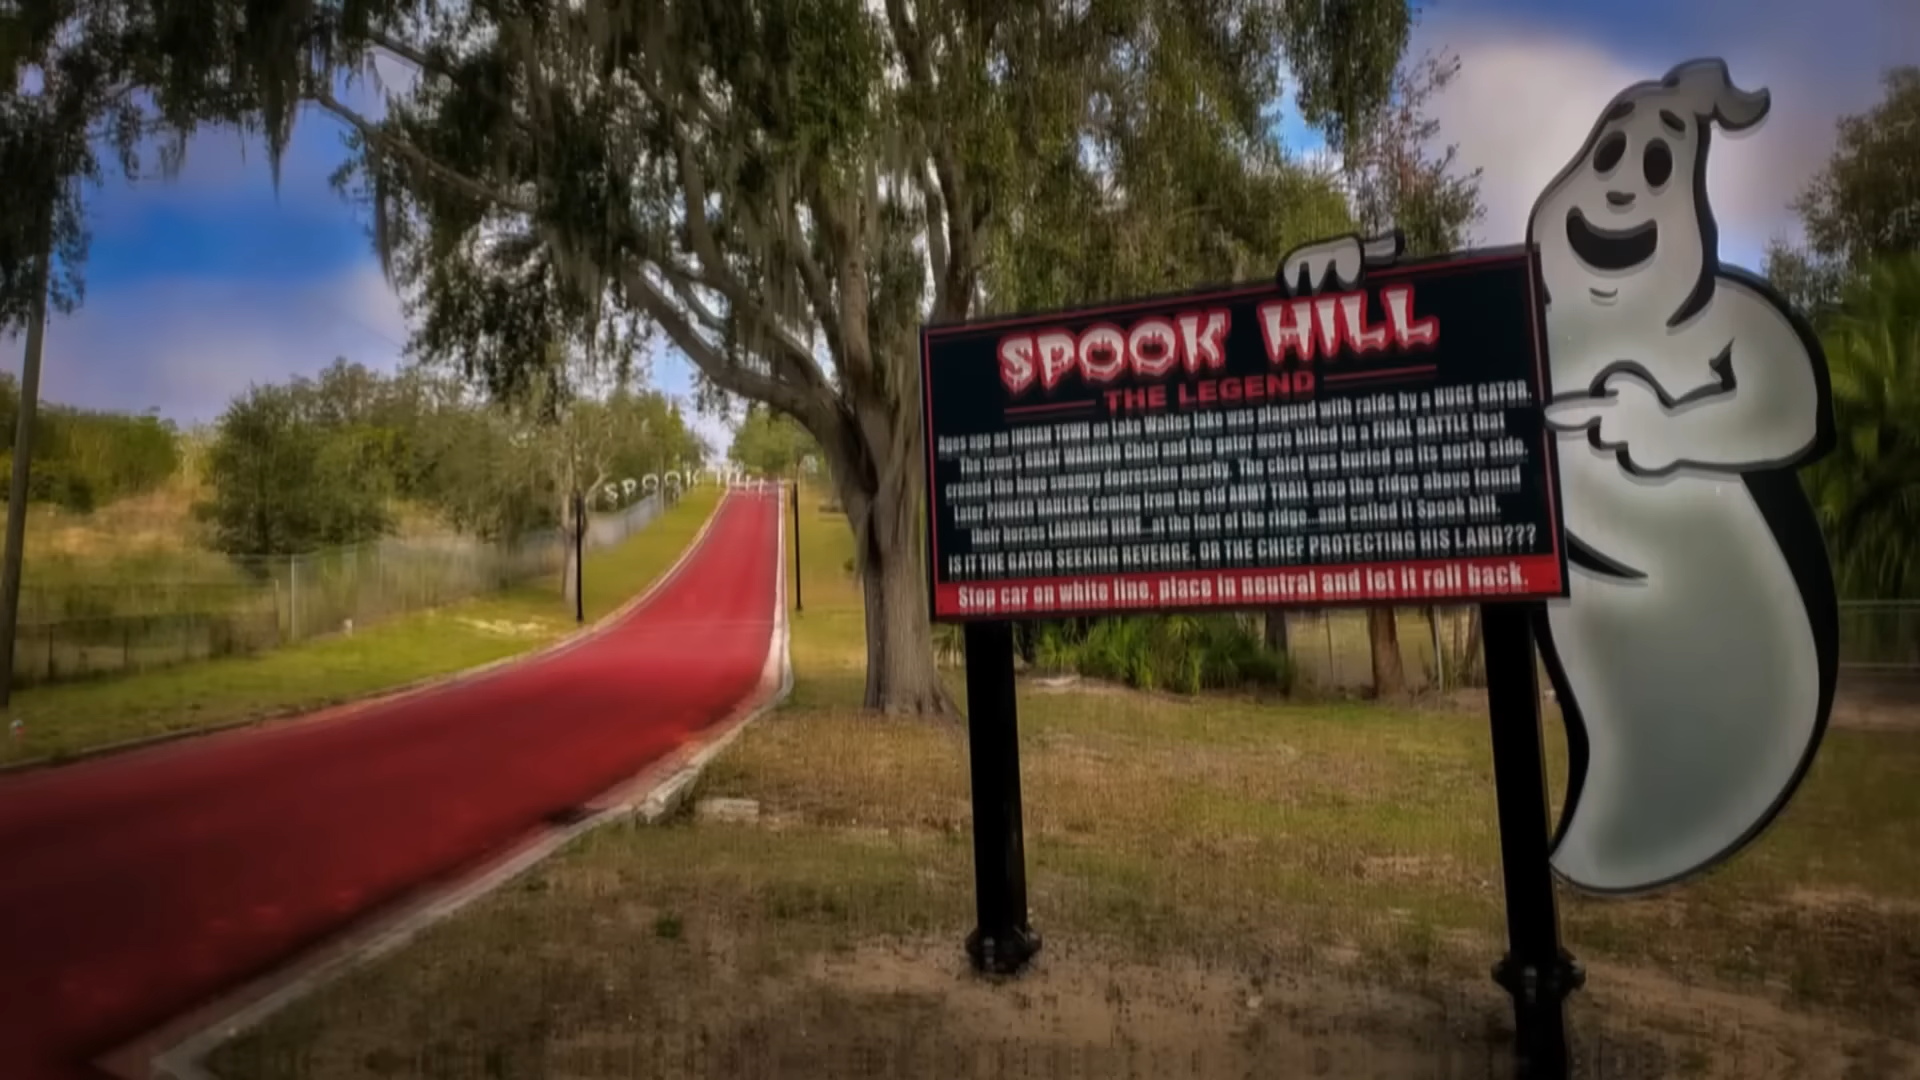 SPOOK HILL
SPOOK HILL
THE LEGEND
Ages ago an INDIAN TOWN on Lake Wailes Lake was plagued with raids by a HUGE GATOR.
The town's GREAT WARRIOR Chief and the gator were killed in a FINAL BATTLE that
created the huge swampy depression nearby. The chief was buried on its north side.
Later PIONEER HAULERS coming from the old ARMY TRAIL atop the ridge above found
their horses LABORING HERE... at the foot of the ridge... and called it Spook hill.
IS IT THE GATOR SEEKING REVENGE, OR THE CHIEF PROTECTING HIS LAND???
Stop car on white line, place in neutral and let it roll back.